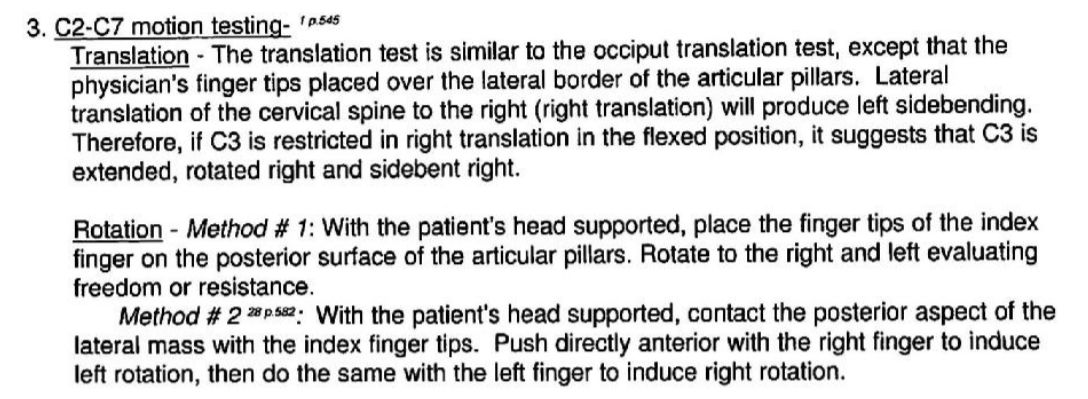 3. C2-C7 motion testing- 1 p.545
Translation - The translation test is similar to the occiput translation test, except that the
physician's finger tips placed over the lateral border of the articular pillars. Lateral
translation of the cervical spine to the right (right translation) will produce left sidebending.
Therefore, if C3 is restricted in right translation in the flexed position, it suggests that C3 is
extended, rotated right and sidebent right.
Rotation - Method # 1: With the patient's head supported, place the finger tips of the index
finger on the posterior surface of the articular pillars. Rotate to the right and left evaluating
freedom or resistance.
Method # 2 28 p.582: With the patient's head supported, contact the posterior aspect of the
lateral mass with the index finger tips. Push directly anterior with the right finger to induce
left rotation, then do the same with the left finger to induce right rotation.